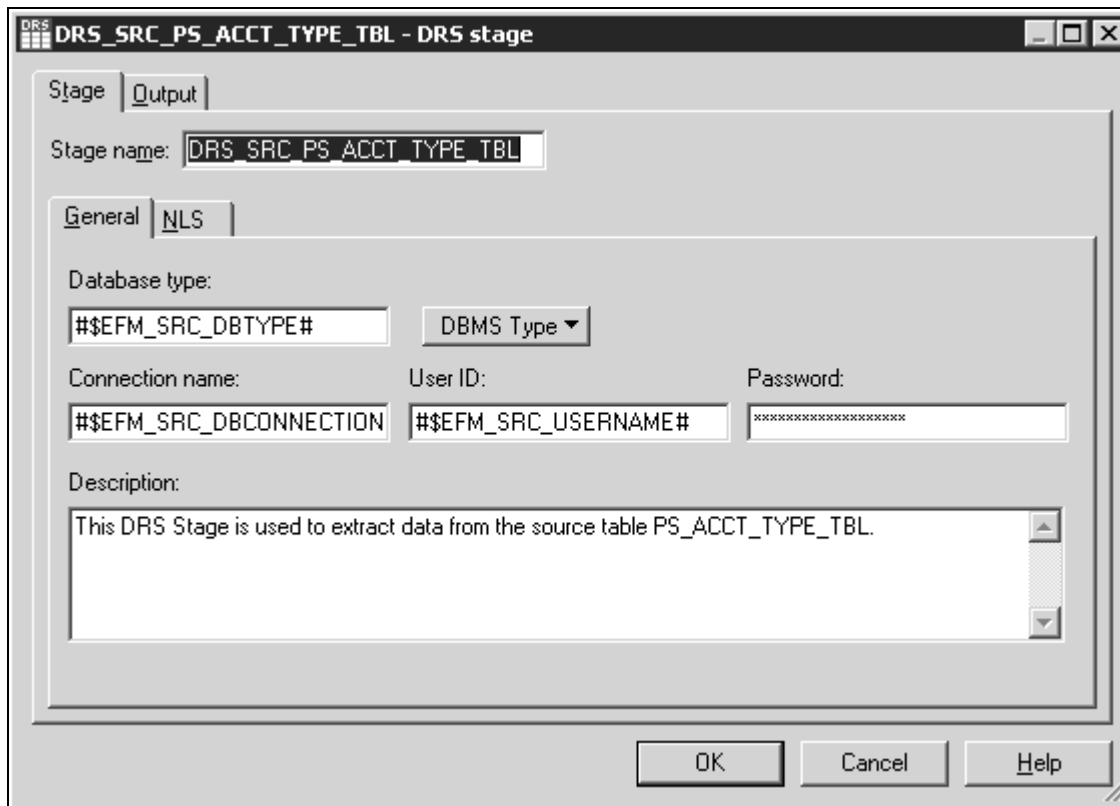 DRS DRS_SRC_PS_ACCT_TYPE_TBL - DRS stage
Stage Output
Stage name: DRS_SRC_PS_ACCT_TYPE_TBL
General NLS
Database type:
#$EFM_SRC_DBTYPE# DBMS Type
Connection name: User ID: Password:
#$EFM_SRC_DBCONNECTION #$EFM_SRC_USERNAME# *******************
Description:
This DRS Stage is used to extract data from the source table PS_ACCT_TYPE_TBL.
OK Cancel Help